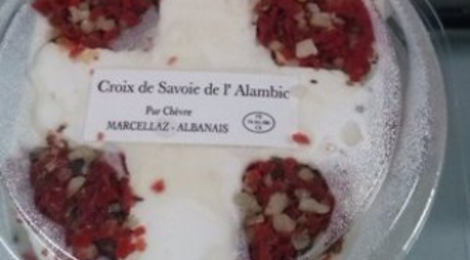 Croix de Savoie de l' Alambic
Pur Chèvre
MARCELLAZ - ALBANAIS